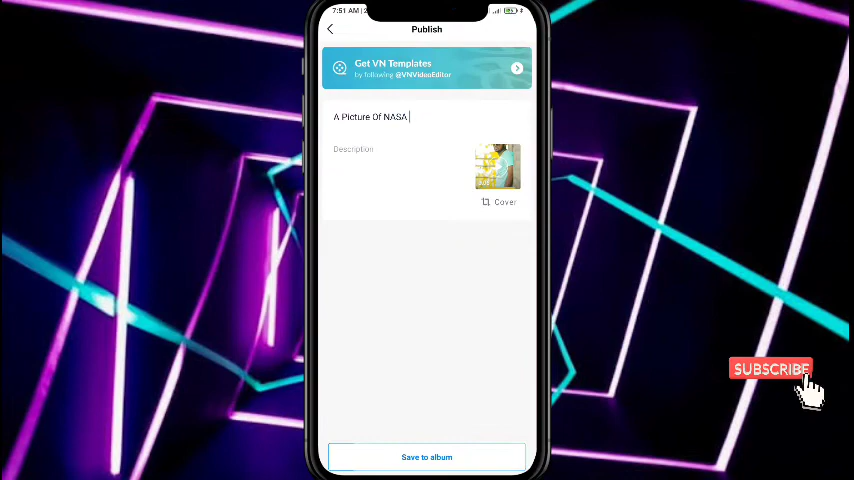 7:51 AM | 2
Publish
Get VN Templates
by following @VNVideoEditor
A Picture Of NASA
Description
Cover
SUBSCRIBE
Save to album